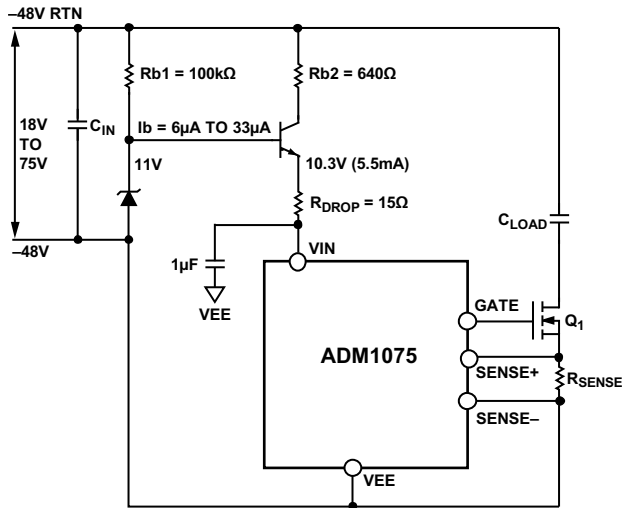 –48V RTN
Rb1 = 100kΩ
Rb2 = 640Ω
18V
TO
75V
CIN
Ib = 6µA TO 33µA
11V
10.3V (5.5mA)
RDROP = 15Ω
–48V
1µF
VEE
VIN
CLOAD
GATE
Q1
ADM1075
SENSE+
RSENSE
SENSE–
VEE